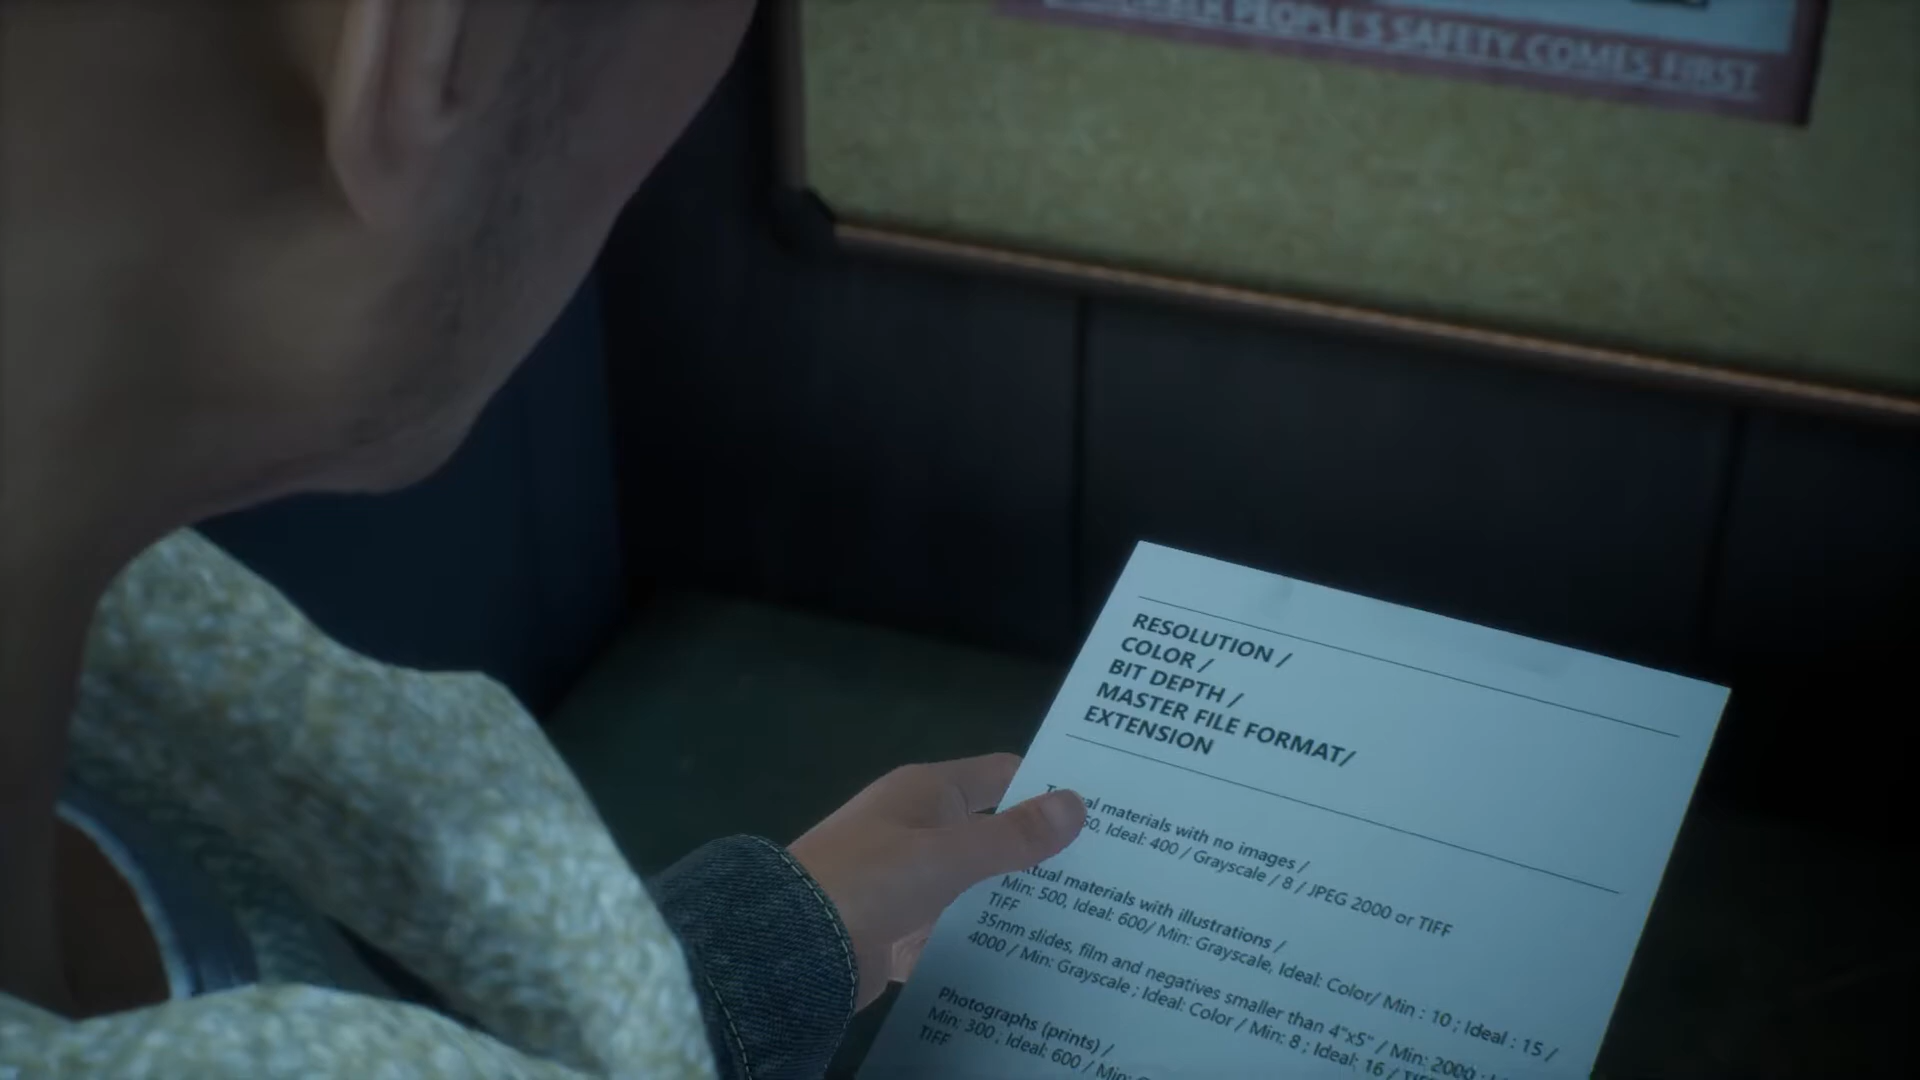 PEOPLE'S SAFETY COMES FIRST
RESOLUTION /
COLOR /
BIT DEPTH /
MASTER FILE FORMAT/
EXTENSION
materials with no images /
Ideal: 400 / Grayscale / 8 / JPEG 2000 or TIFF
materials with illustrations /
Min: 500, Ideal: 600/ Min: Grayscale, Ideal: Color/ Min : 10 ; Ideal : 15 /
TIFF
35mm slides, film and negatives smaller than 4"x5" / Min: 2000 ;
4000 / Min: Grayscale ; Ideal: Color / Min: 8 ; Ideal: 16 / TIFF
Photographs (prints) /
Min: 300 ; Ideal: 600 / Min:
TIFF